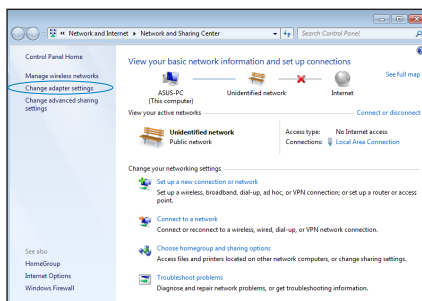 Network and Internet ▸ Network and Sharing Center
Search Control Panel
Control Panel Home
Manage wireless networks
Change adapter settings
Change advanced sharing
settings
View your basic network information and set up connections
See full map
ASUS-PC
(This computer)
Unidentified network
Internet
View your active networks
Connect or disconnect
Unidentified network
Public network
Access type: No Internet access
Connections: Local Area Connection
Change your networking settings
Set up a new connection or network
Set up a wireless, broadband, dial-up, ad hoc, or VPN connection; or set up a router or access
point.
Connect to a network
Connect or reconnect to a wireless, wired, dial-up, or VPN network connection.
Choose homegroup and sharing options
Access files and printers located on other network computers, or change sharing settings.
Troubleshoot problems
Diagnose and repair network problems, or get troubleshooting information.
See also
HomeGroup
Internet Options
Windows Firewall